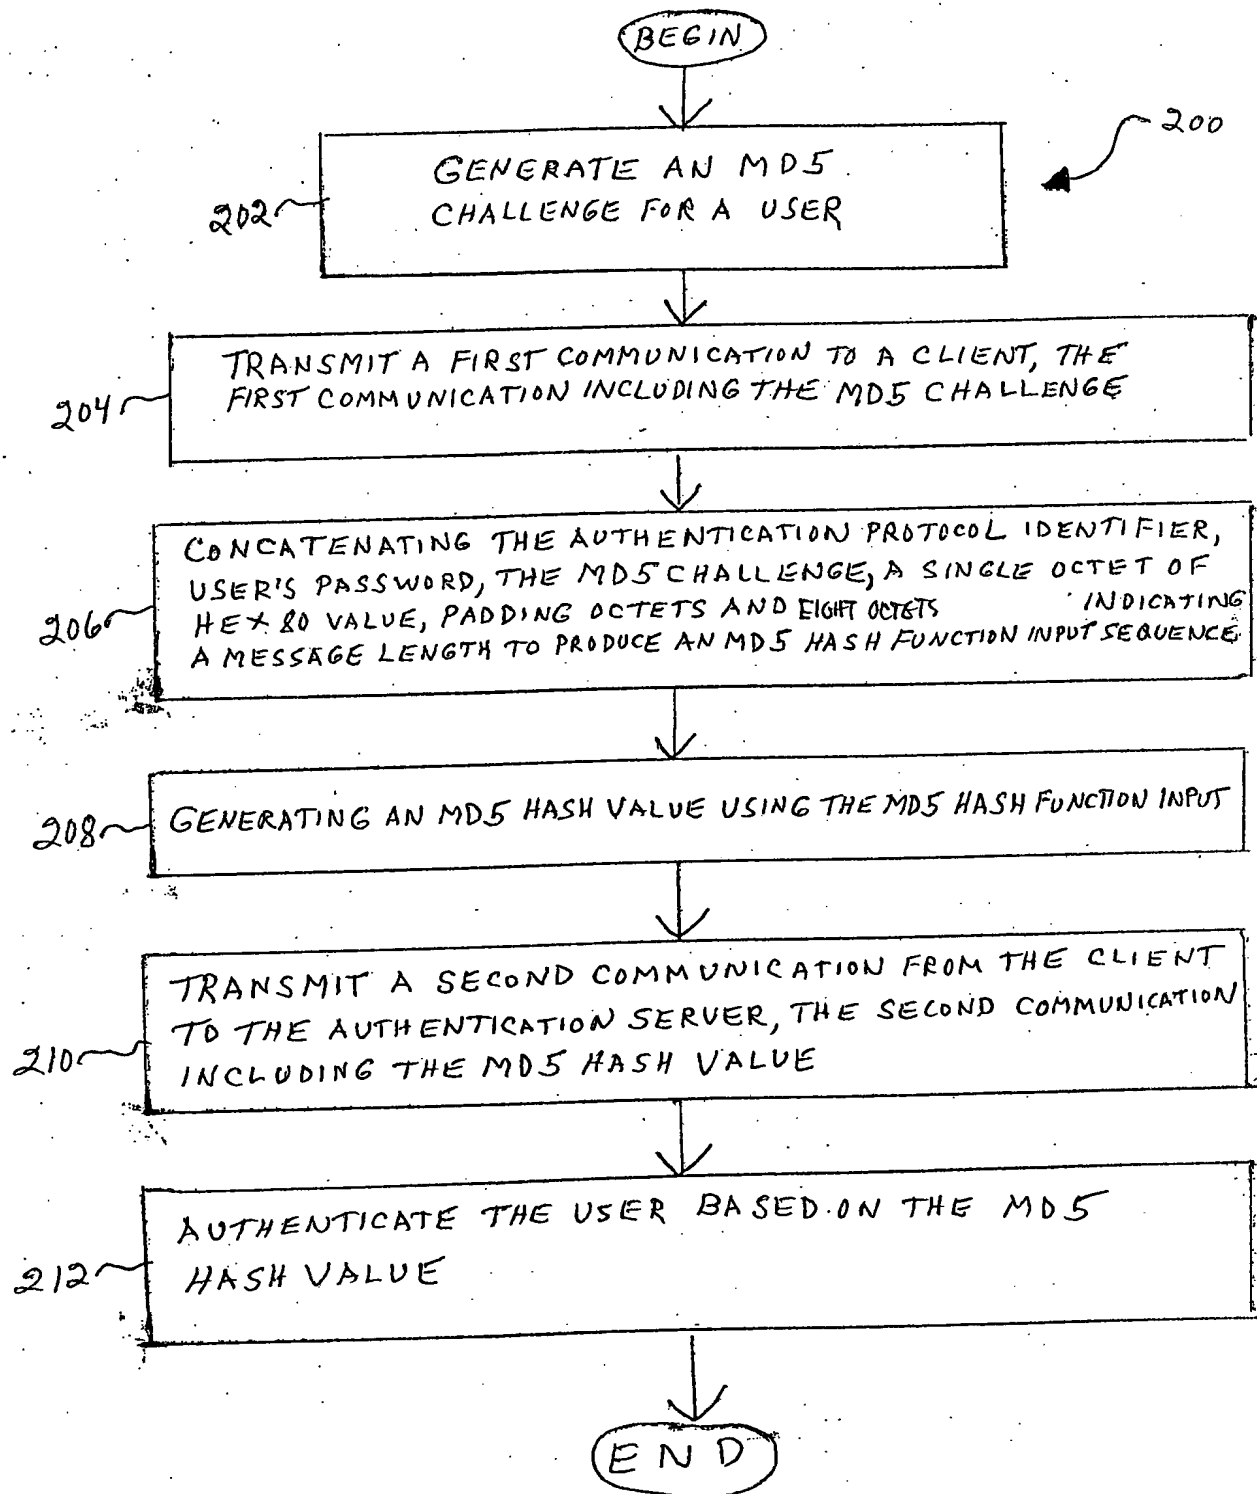 BEGIN
200
GENERATE AN MD5
CHALLENGE FOR A USER
202
TRANSMIT A FIRST COMMUNICATION TO A CLIENT, THE
FIRST COMMUNICATION INCLUDING THE MD5 CHALLENGE
204
CONCATENATING THE AUTHENTICATION PROTOCOL IDENTIFIER,
USER'S PASSWORD, THE MD5 CHALLENGE, A SINGLE OCTET OF
HEX 80 VALUE, PADDING OCTETS AND EIGHT OCTETS INDICATING
A MESSAGE LENGTH TO PRODUCE AN MD5 HASH FUNCTION INPUT SEQUENCE
206
GENERATING AN MD5 HASH VALUE USING THE MD5 HASH FUNCTION INPUT
208
TRANSMIT A SECOND COMMUNICATION FROM THE CLIENT
TO THE AUTHENTICATION SERVER, THE SECOND COMMUNICATION
INCLUDING THE MD5 HASH VALUE
210
AUTHENTICATE THE USER BASED ON THE MD5
HASH VALUE
212
END